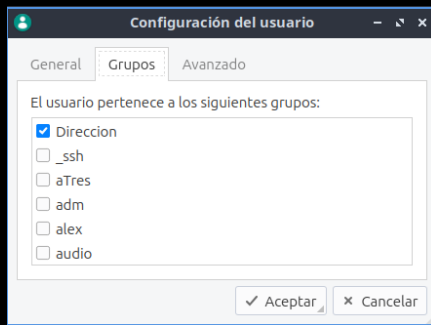 Configuración del usuario
General Grupos Avanzado
El usuario pertenece a los siguientes grupos:
Direccion
_ssh
aTres
adm
alex
audio
Aceptar Cancelar